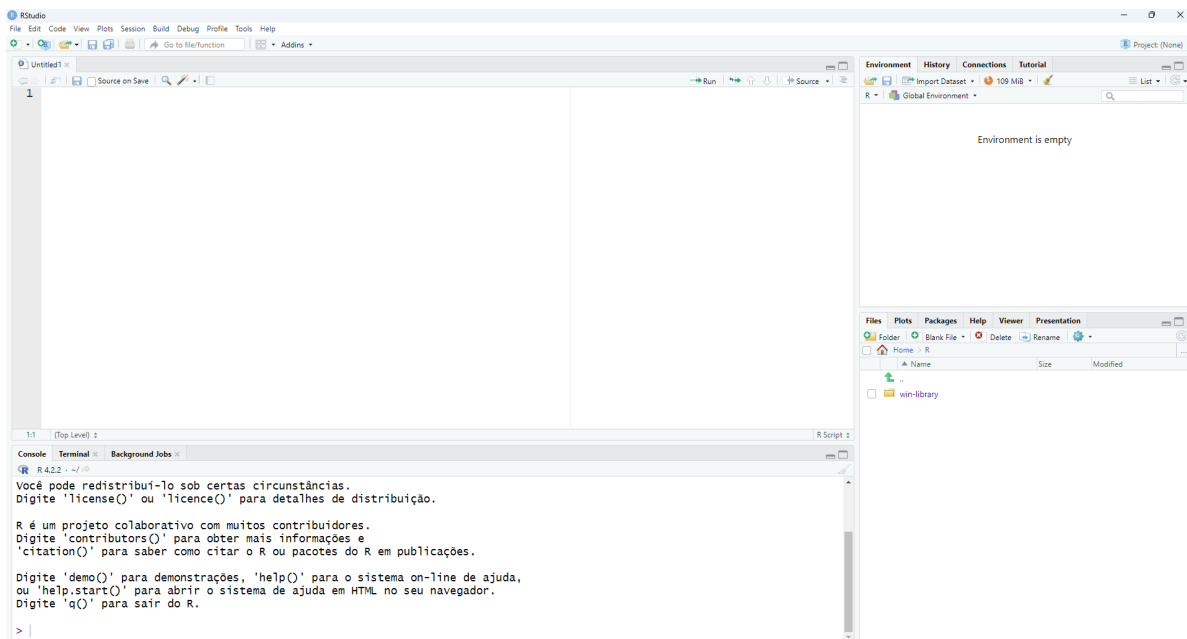 RStudio
File Edit Code View Plots Session Build Debug Profile Tools Help
Go to file/function Addins Project: (None)
Untitled1
Source on Save Run Source
1
1:1 (Top Level) R Script
Console Terminal Background Jobs
R 4.2.2 · ~/
Você pode redistribuí-lo sob certas circunstâncias.
Digite 'license()' ou 'licence()' para detalhes de distribuição.
R é um projeto colaborativo com muitos contribuidores.
Digite 'contributors()' para obter mais informações e
'citation()' para saber como citar o R ou pacotes do R em publicações.
Digite 'demo()' para demonstrações, 'help()' para o sistema on-line de ajuda,
ou 'help.start()' para abrir o sistema de ajuda em HTML no seu navegador.
Digite 'q()' para sair do R.
>
Environment History Connections Tutorial
Import Dataset 109 MiB List
R Global Environment
Environment is empty
Files Plots Packages Help Viewer Presentation
Folder Blank File Delete Rename
Home > R ...
Name Size Modified
..
win-library